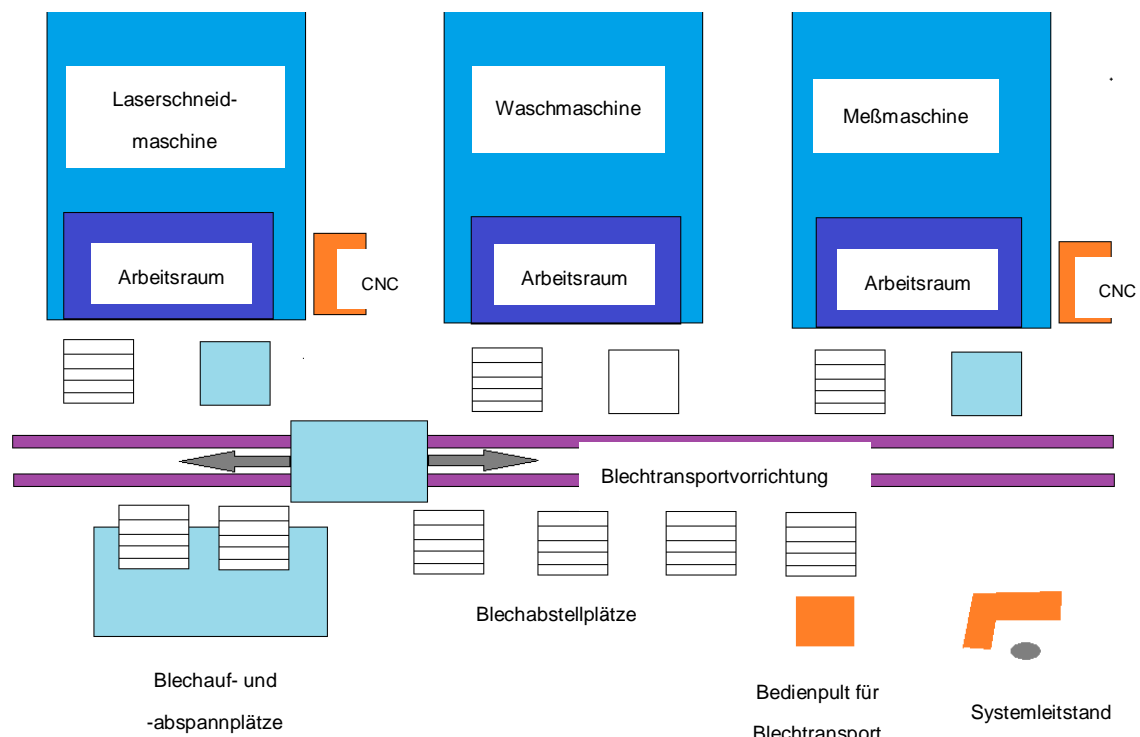 Laserschneid-
maschine
Waschmaschine
Meßmaschine
Arbeitsraum
CNC
Arbeitsraum
Arbeitsraum
CNC
Blechtransportvorrichtung
Blechabstellplätze
Blechauf- und
-abspannplätze
Bedienpult für
Blechtransport
Systemleitstand